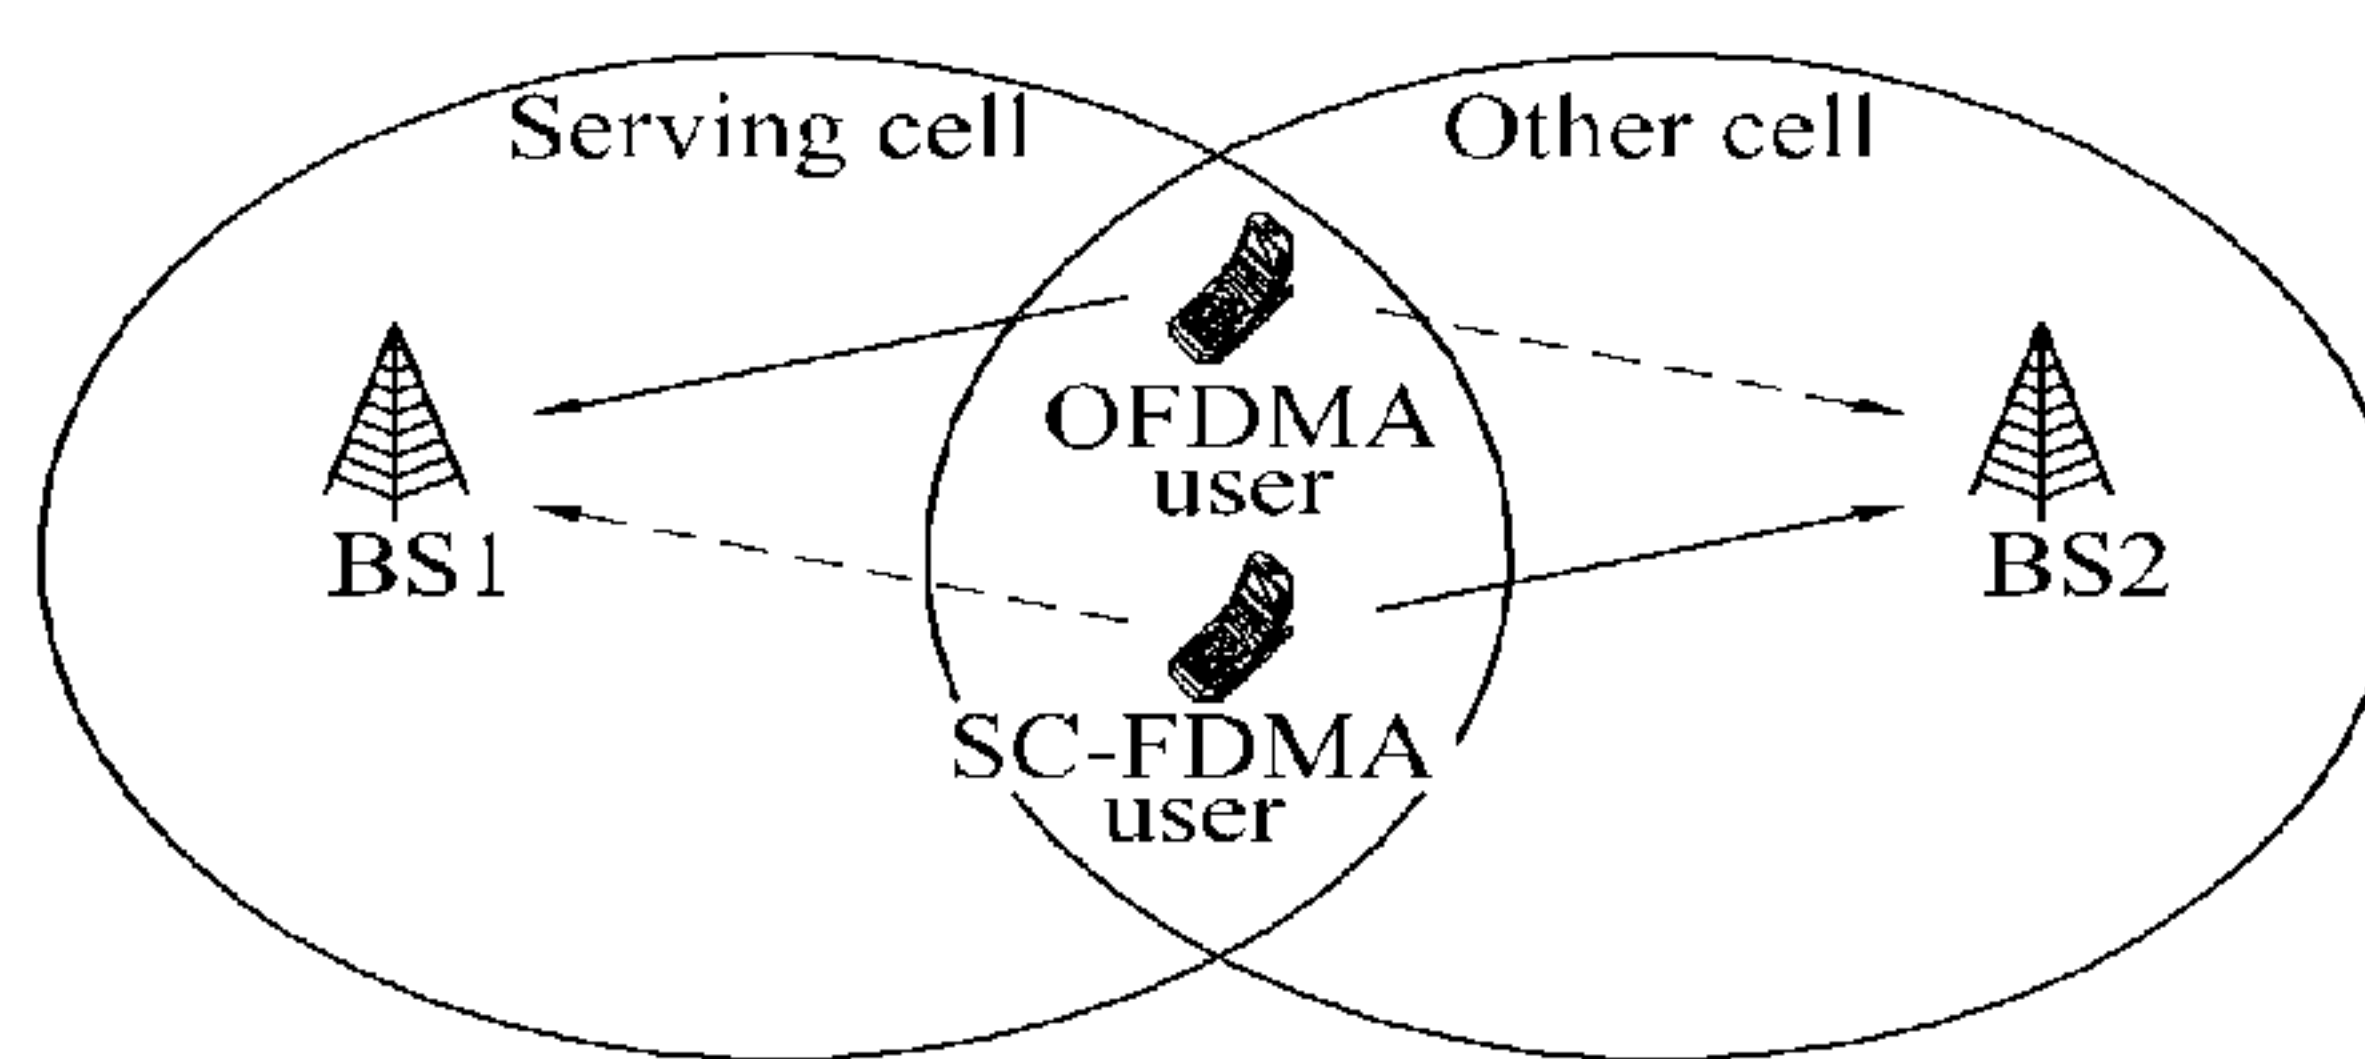 Serving cell
Other cell
OFDMA
user
BS1
BS2
SC-FDMA
user